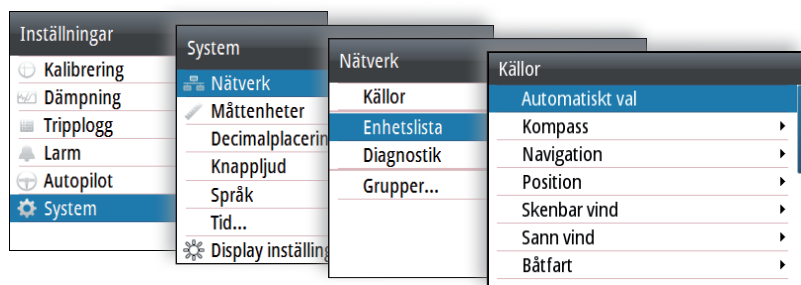 Inställningar
Kalibrering
Dämpning
Tripplogg
Larm
Autopilot
System
System
Nätverk
Måttenheter
Decimalplacerin
Knappljud
Språk
Tid...
Display inställing
Nätverk
Källor
Enhetslista
Diagnostik
Grupper...
Källor
Automatiskt val
Kompass
Navigation
Position
Skenbar vind
Sann vind
Båtfart